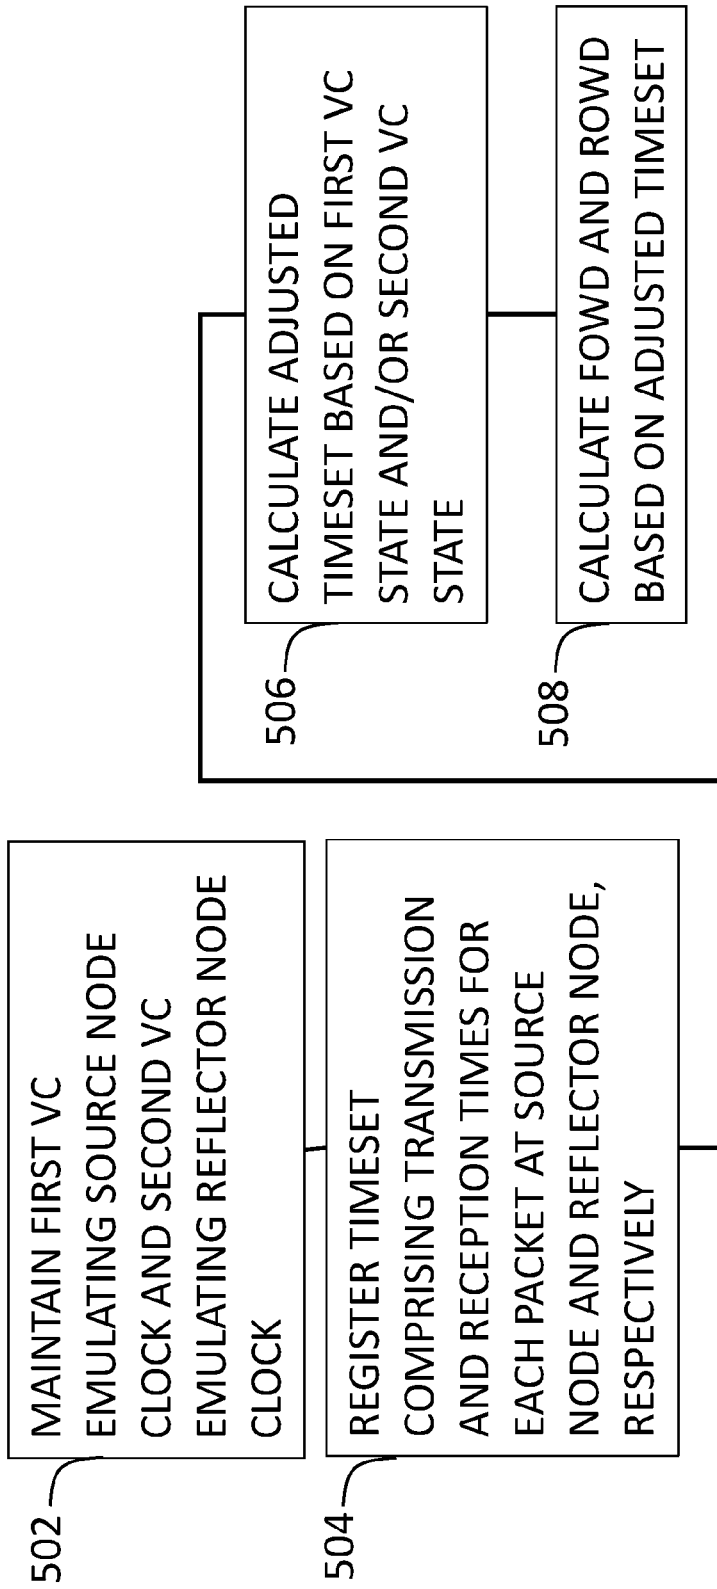 502
MAINTAIN FIRST VC
EMULATING SOURCE NODE
CLOCK AND SECOND VC
EMULATING REFLECTOR NODE
CLOCK
504
REGISTER TIMESET
COMPRISING TRANSMISSION
AND RECEPTION TIMES FOR
EACH PACKET AT SOURCE
NODE AND REFLECTOR NODE,
RESPECTIVELY
506
CALCULATE ADJUSTED
TIMESET BASED ON FIRST VC
STATE AND/OR SECOND VC
STATE
508
CALCULATE FOWD AND ROWD
BASED ON ADJUSTED TIMESET